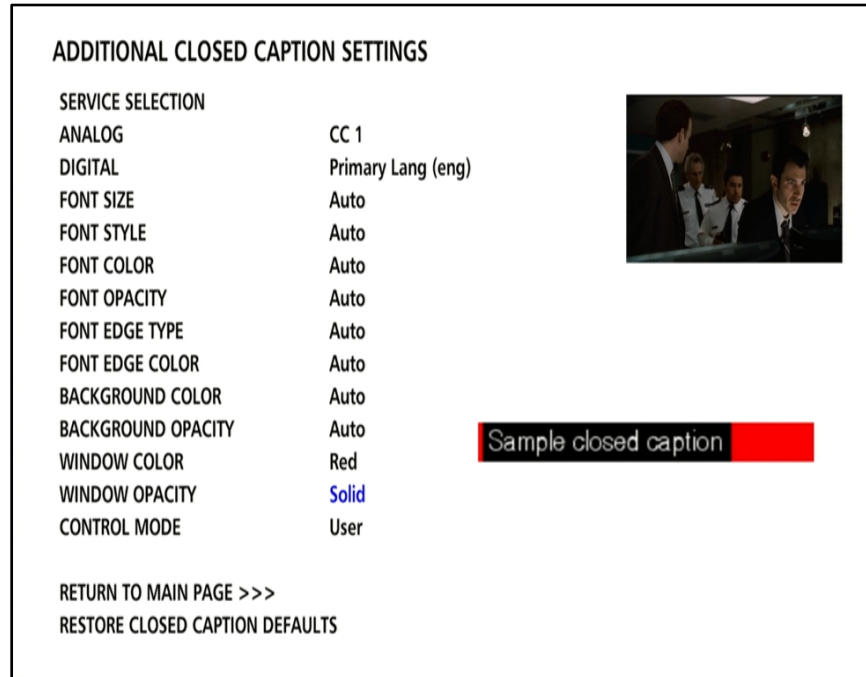 ADDITIONAL CLOSED CAPTION SETTINGS
SERVICE SELECTION
ANALOG CC 1
DIGITAL Primary Lang (eng)
FONT SIZE Auto
FONT STYLE Auto
FONT COLOR Auto
FONT OPACITY Auto
FONT EDGE TYPE Auto
FONT EDGE COLOR Auto
BACKGROUND COLOR Auto
BACKGROUND OPACITY Auto
Sample closed caption
WINDOW COLOR Red
WINDOW OPACITY Solid
CONTROL MODE User
RETURN TO MAIN PAGE >>>
RESTORE CLOSED CAPTION DEFAULTS